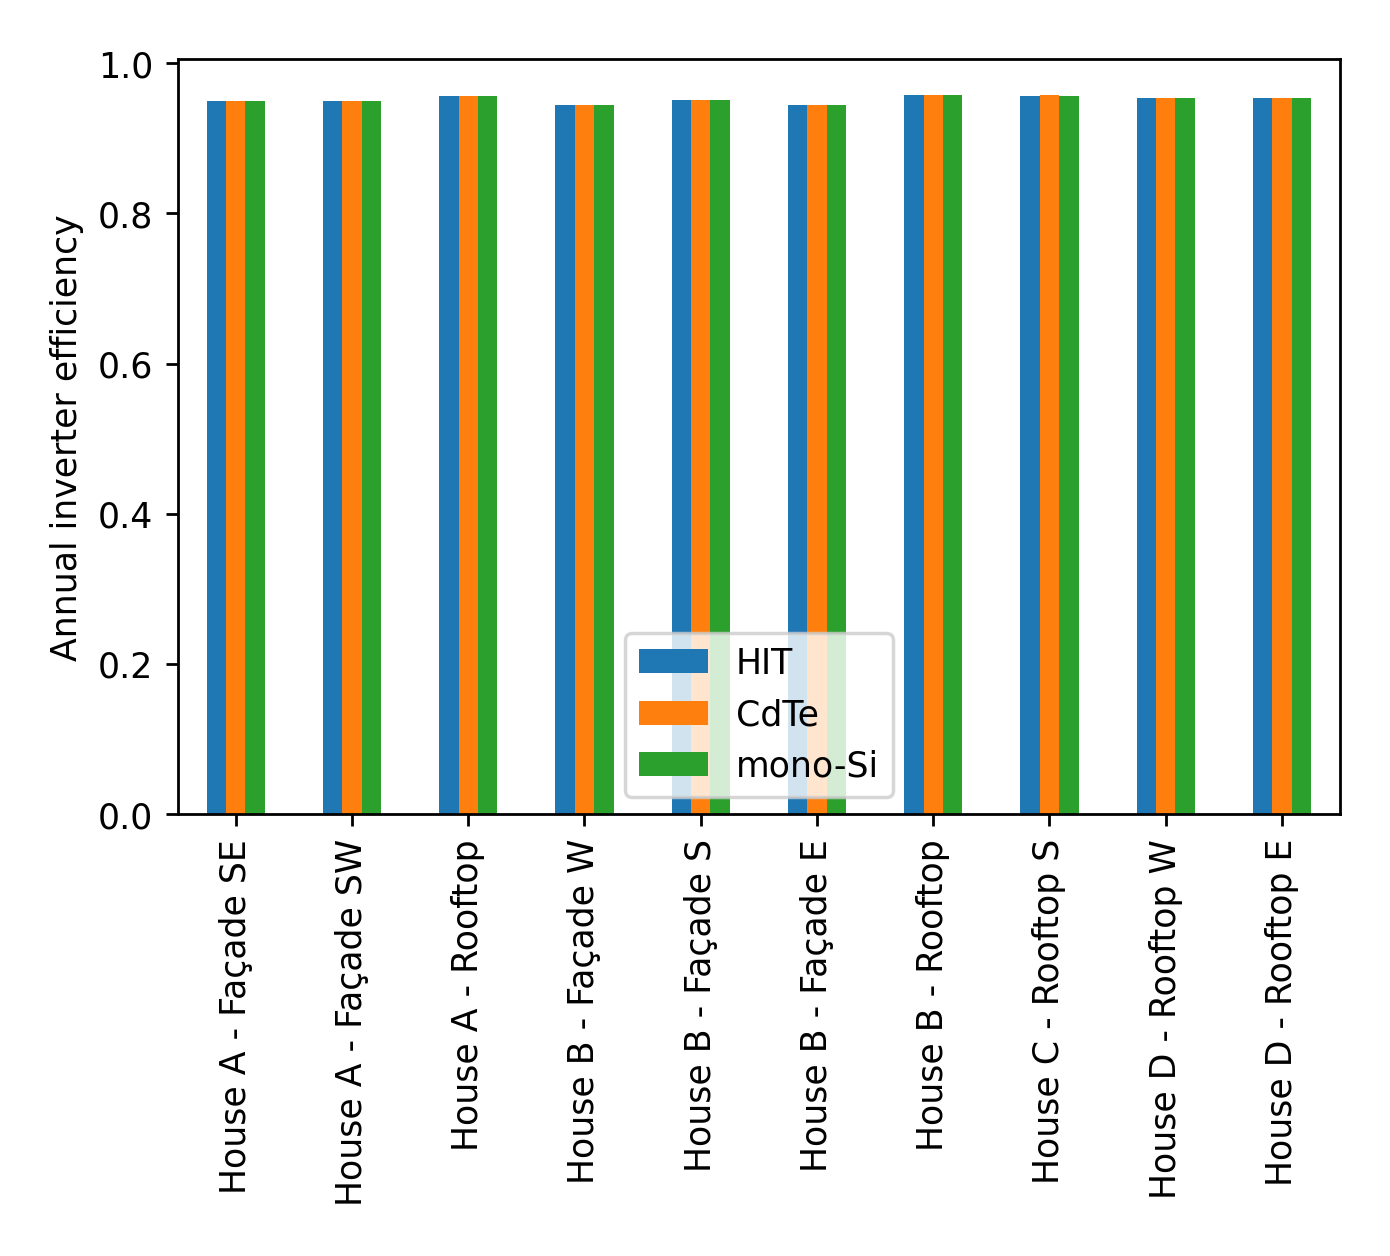 Annual inverter efficiency
1.0
0.8
0.6
0.4
0.2
0.0
HIT
CdTe
mono-Si
House A - Façade SE
House A - Façade SW
House A - Rooftop
House B - Façade W
House B - Façade S
House B - Façade E
House B - Rooftop
House C - Rooftop S
House D - Rooftop W
House D - Rooftop E